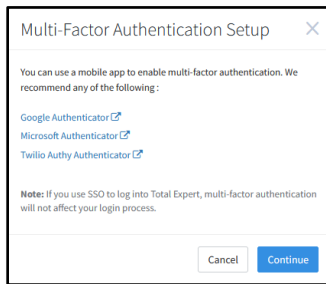 Multi-Factor Authentication Setup
You can use a mobile app to enable multi-factor authentication. We
recommend any of the following :
Google Authenticator
Microsoft Authenticator
Twilio Authy Authenticator
Note: If you use SSO to log into Total Expert, multi-factor authentication
will not affect your login process.
Cancel
Continue